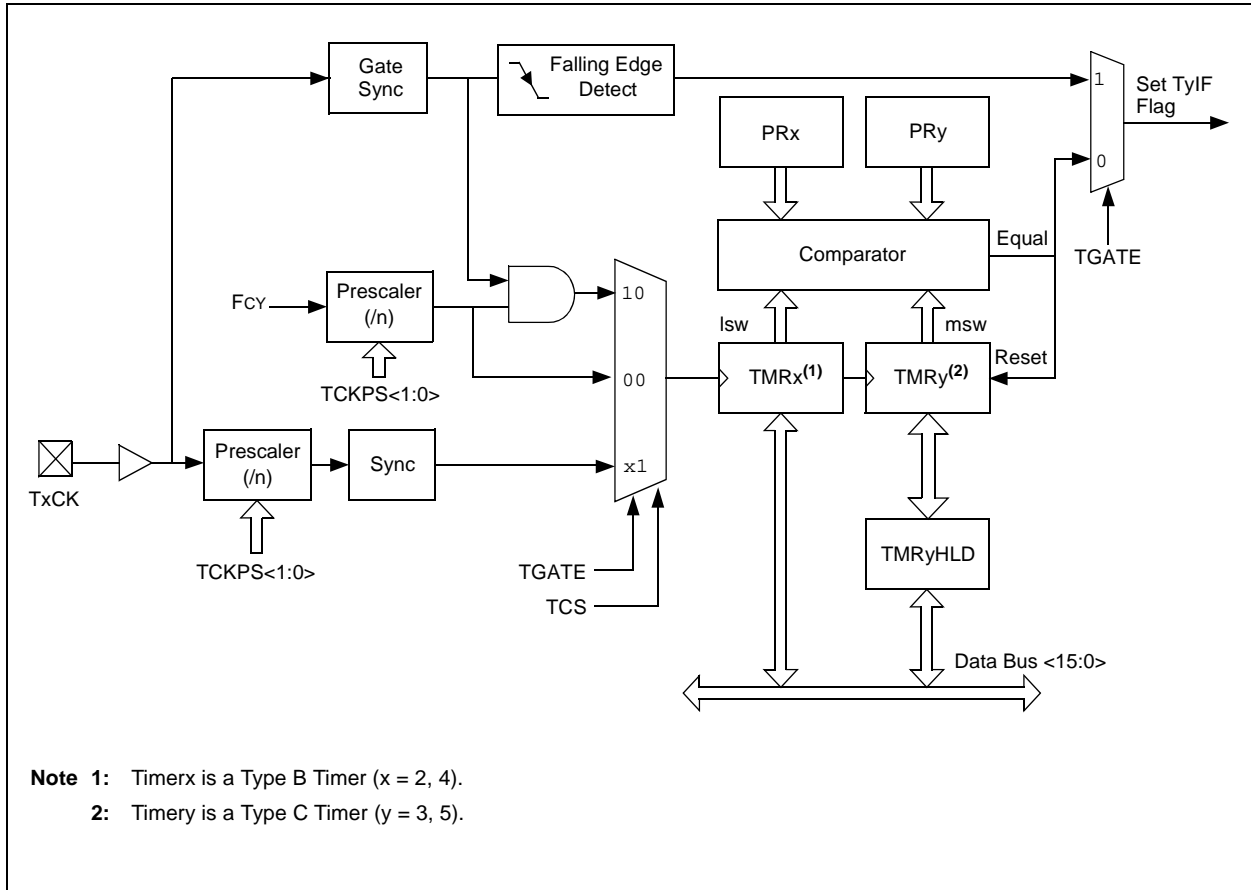 Gate
Sync
Falling Edge
Detect
1
Set TyIF
Flag
PRx
PRy
0
Comparator
Equal
TGATE
FCY
Prescaler
(/n)
10
lsw
msw
TCKPS<1:0>
00
TMRx(1)
TMRy(2)
Reset
TxCK
Prescaler
(/n)
Sync
x1
TCKPS<1:0>
TGATE
TCS
TMRyHLD
Data Bus <15:0>
Note 1: Timerx is a Type B Timer (x = 2, 4).
2: Timery is a Type C Timer (y = 3, 5).